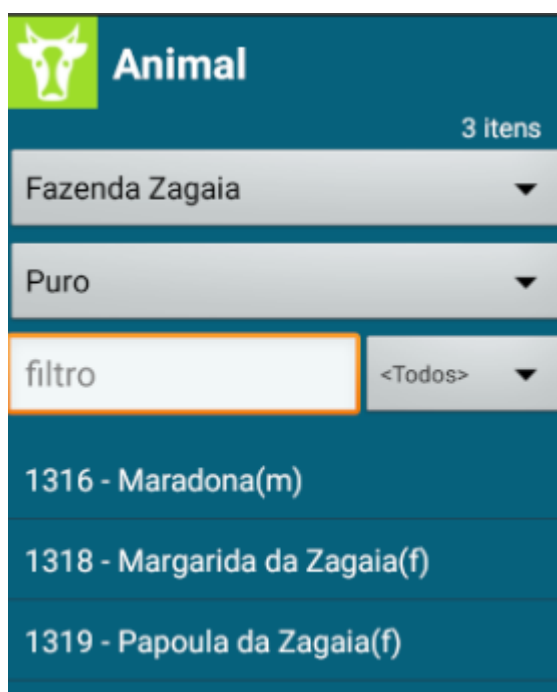 Animal
3 itens
Fazenda Zagaia
Puro
filtro
<Todos>
1316 - Maradona(m)
1318 - Margarida da Zagaia(f)
1319 - Papoula da Zagaia(f)